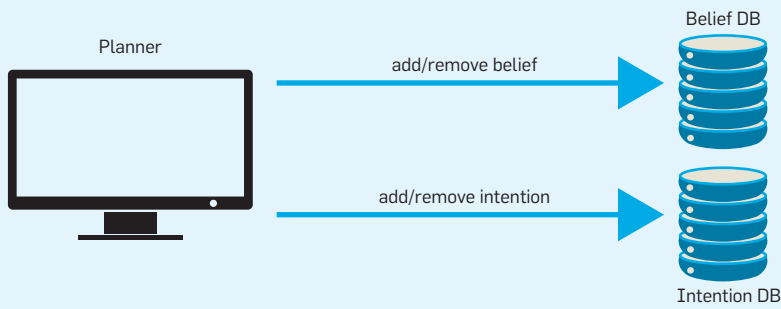 Belief DB
Planner
add/remove belief
add/remove intention
Intention DB